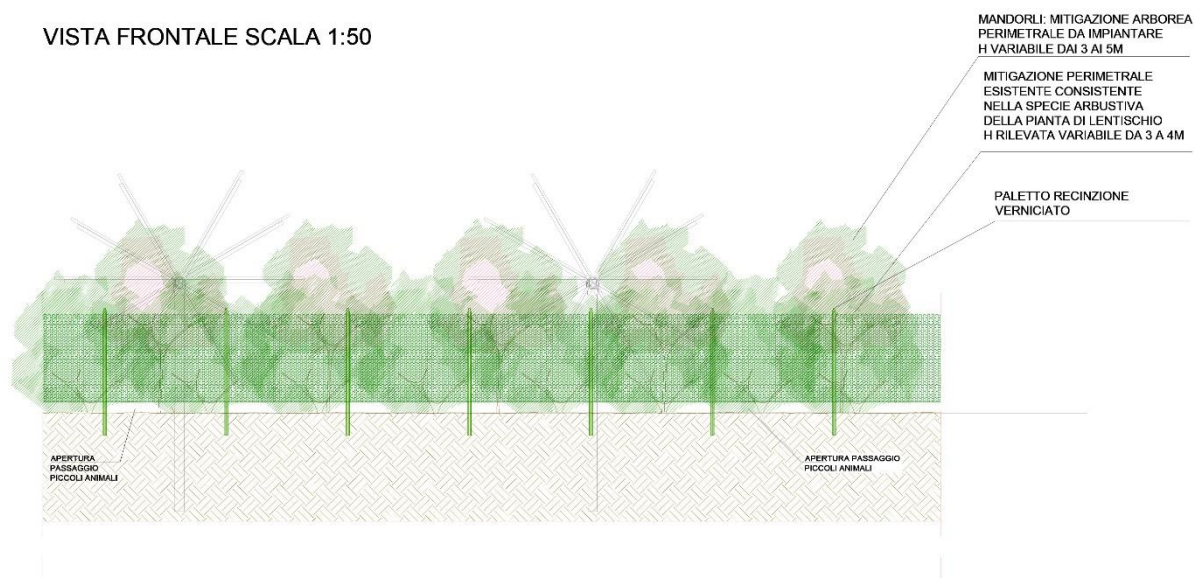 VISTA FRONTALE SCALA 1:50
MANDORLI: MITIGAZIONE ARBOREA
PERIMETRALE DA IMPIANTARE
H VARIABILE DAI 3 AI 5M
MITIGAZIONE PERIMETRALE
ESISTENTE CONSISTENTE
NELLA SPECIE ARBUSTIVA
DELLA PIANTA DI LENTISCHIO
H RILEVATA VARIABILE DA 3 A 4M
PALETTO RECINZIONE
VERNICIATO
APERTURA
PASSAGGIO
PICCOLI ANIMALI
APERTURA PASSAGGIO
PICCOLI ANIMALI